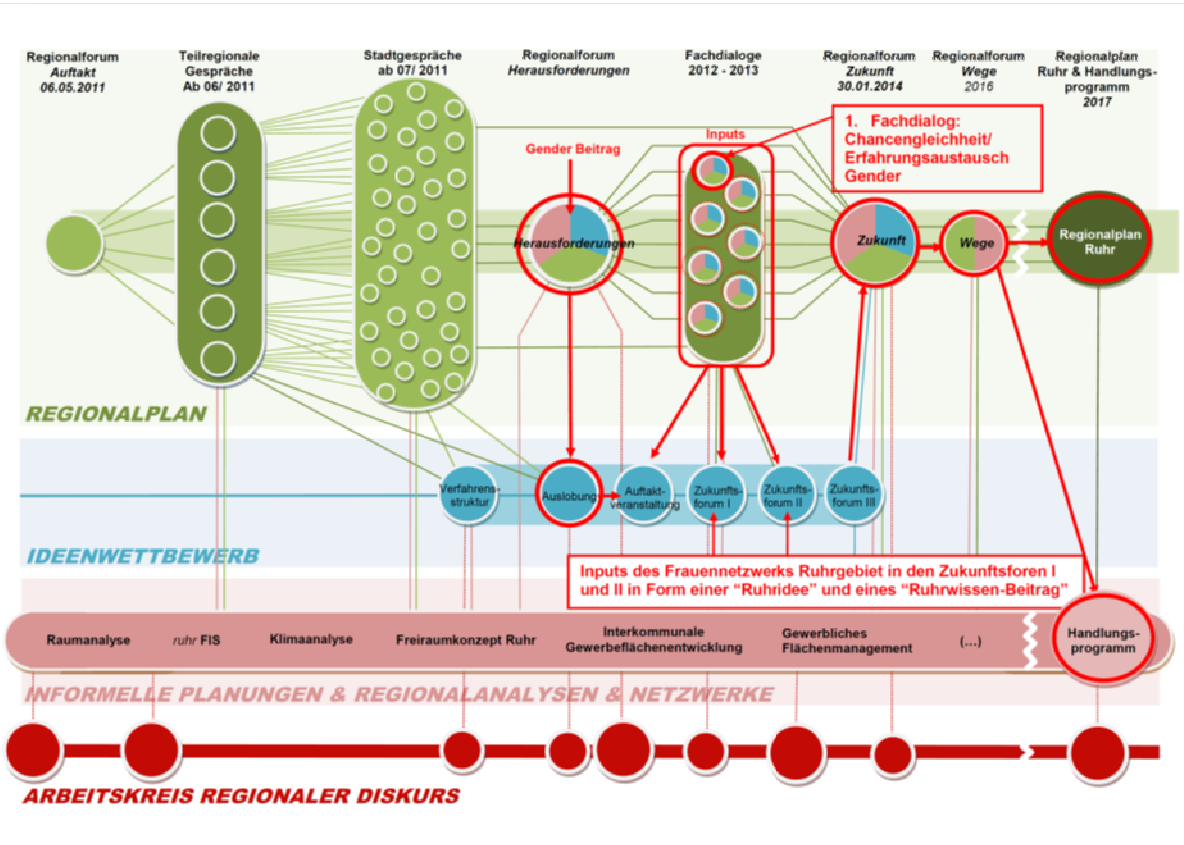 Regionalforum
Auftakt
06.05.2011
Teilregionale
Gespräche
Ab 06/ 2011
Stadtgespräche
ab 07/ 2011
Regionalforum
Herausforderungen
Fachdialoge
2012 - 2013
Regionalforum
Zukunft
30.01.2014
Regionalforum
Wege
2016
Regionalplan
Ruhr & Handlungs-
programm
2017
Gender Beitrag
Inputs
1. Fachdialog:
Chancengleichheit/
Erfahrungsaustausch
Gender
Herausforderungen
Zukunft
Wege
Regionalplan
Ruhr
REGIONALPLAN
Verfahrens-
struktur
Auslobung
Auftakt-
veranstaltung
Zukunfts-
forum I
Zukunfts-
forum II
Zukunfts-
forum III
IDEENWETTBEWERB
Inputs des Frauennetzwerks Ruhrgebiet in den Zukunftsforen I
und II in Form einer “Ruhridee” und eines “Ruhrwissen-Beitrag”
Raumanalyse
ruhr FIS
Klimaanalyse
Freiraumkonzept Ruhr
Interkommunale
Gewerbeflächenentwicklung
Gewerbliches
Flächenmanagement
(...)
Handlungs-
programm
INFORMELLE PLANUNGEN & REGIONALANALYSEN & NETZWERKE
ARBEITSKREIS REGIONALER DISKURS